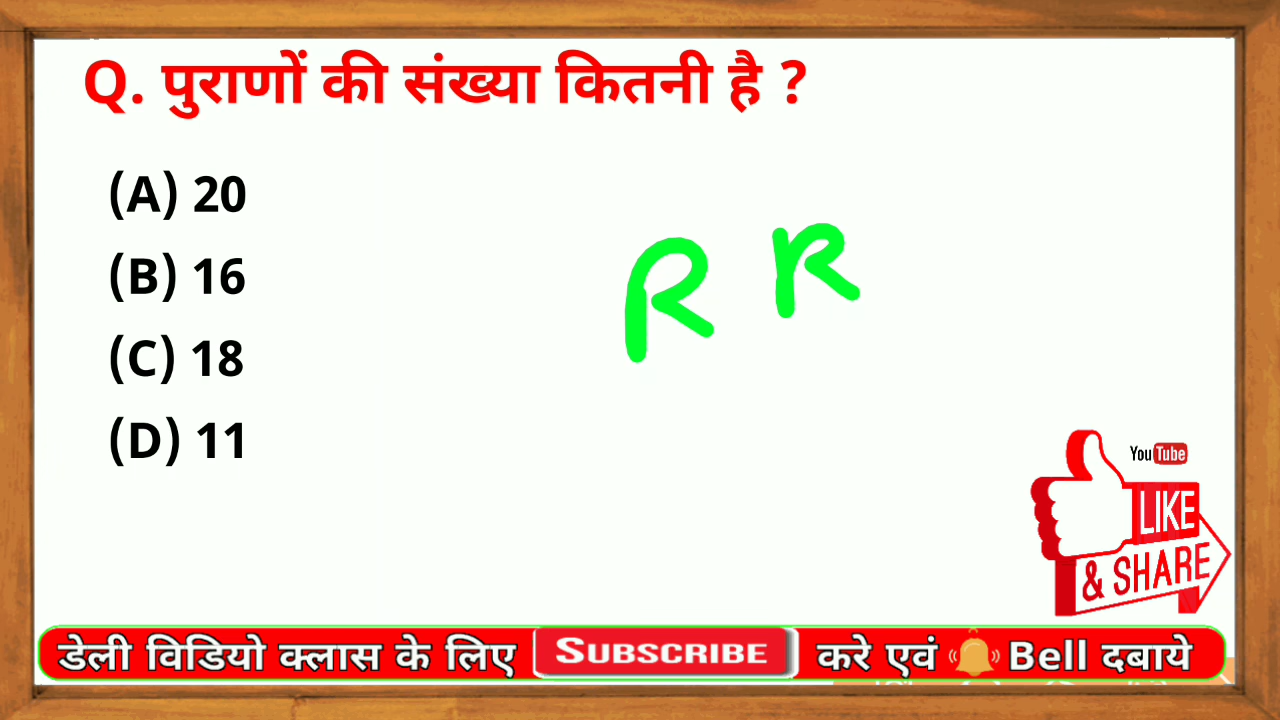 Q. पुराणों की संख्या कितनी है ?
(A) 20
(B) 16
(C) 18
(D) 11
R R
YouTube
LIKE
& SHARE
डेली विडियो क्लास के लिए SUBSCRIBE करे एवं Bell दबाये